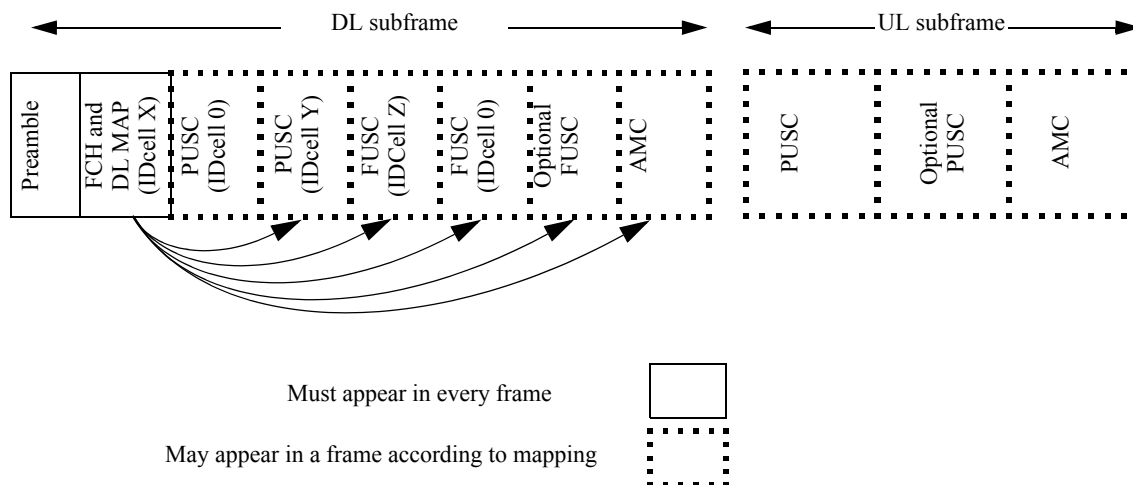 DL subframe
UL subframe
Preamble
FCH and
DL MAP
(IDcell X)
PUSC
(IDcell 0)
PUSC
(IDcell Y)
FUSC
(IDCell Z)
FUSC
(IDcell 0)
Optional
FUSC
AMC
PUSC
Optional
PUSC
AMC
Must appear in every frame
May appear in a frame according to mapping